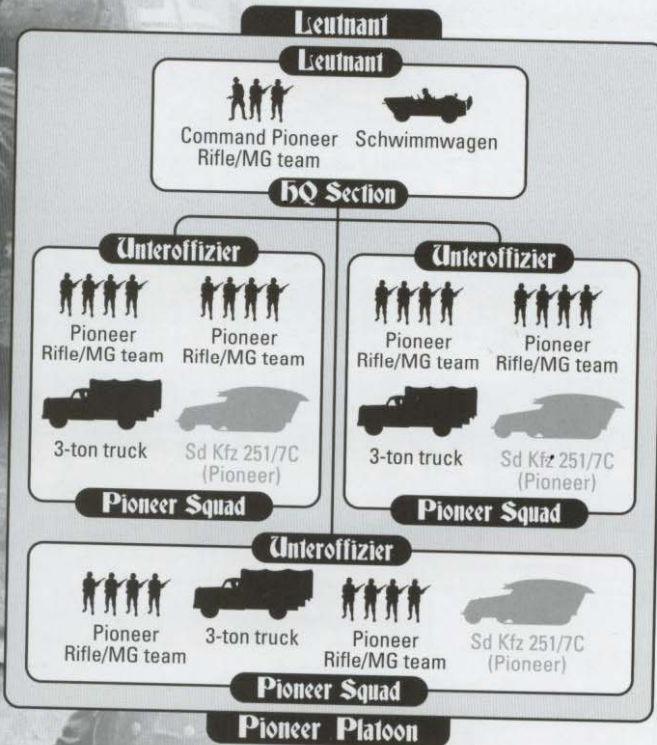 Leutnant
Leutnant
Command Pioneer
Rifle/MG team
Schwimmwagen
HQ Section
Unteroffizier
Pioneer
Rifle/MG team
Pioneer
Rifle/MG team
3-ton truck
Sd Kfz 251/7C
(Pioneer)
Pioneer Squad
Unteroffizier
Pioneer
Rifle/MG team
Pioneer
Rifle/MG team
3-ton truck
Sd Kfz 251/7C
(Pioneer)
Pioneer Squad
Unteroffizier
Pioneer
Rifle/MG team
3-ton truck
Pioneer
Rifle/MG team
Sd Kfz 251/7C
(Pioneer)
Pioneer Squad
Pioneer Platoon